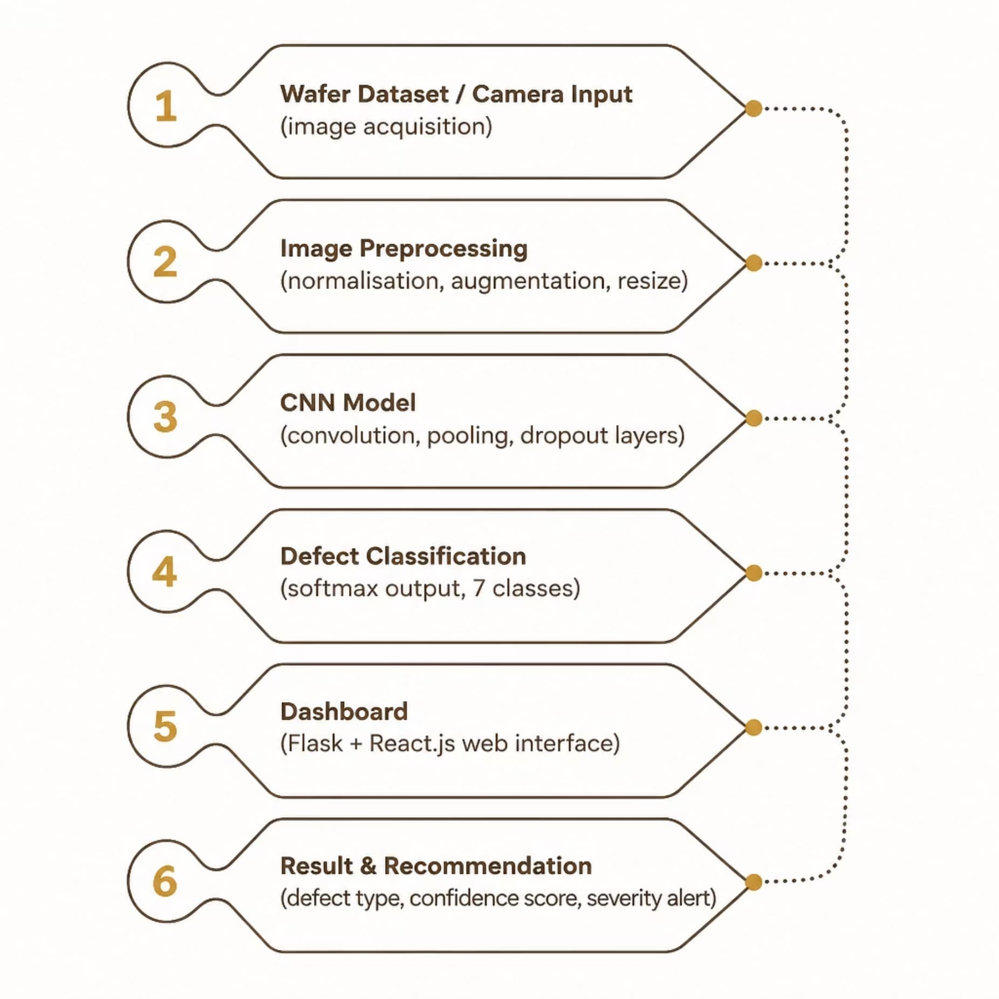 1
Wafer Dataset / Camera Input
(image acquisition)
2
Image Preprocessing
(normalisation, augmentation, resize)
3
CNN Model
(convolution, pooling, dropout layers)
4
Defect Classification
(softmax output, 7 classes)
5
Dashboard
(Flask + React.js web interface)
6
Result & Recommendation
(defect type, confidence score, severity alert)